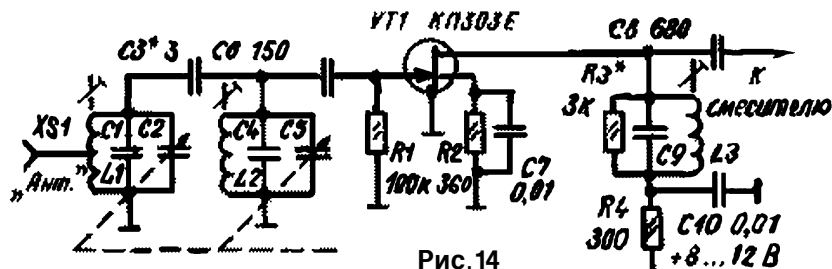 VT1 КП303Е
C3* 3
C6 150
C8 680
R3*
К
смесителю
3К
XS1
C1
C2
C4
C5
R1
100к
R2
360
C7
0,01
C9
L3
„Ант."
L1
L2
R4
300
C10 0,01
+8...12 В
Рис.14